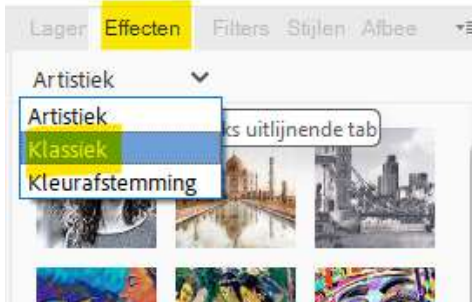 Lager Effecten Filters Stijlen Afbee
Artistiek
Artistiek
ks uitlijnende tab
Klassiek
Kleurafstemming